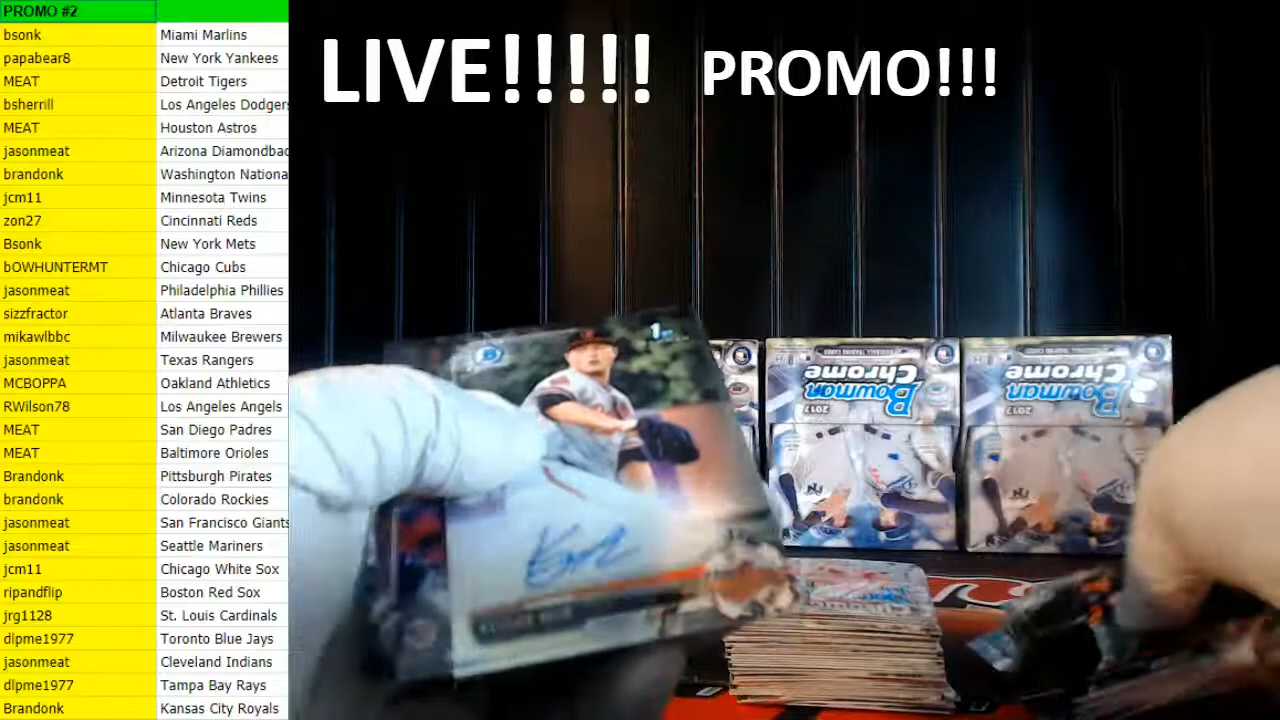 PROMO #2
bsonk Miami Marlins
papabear8 New York Yankees
MEAT Detroit Tigers
bsherrill Los Angeles Dodgers
MEAT Houston Astros
jasonmeat Arizona Diamondbac
brandonk Washington Nationa
jcm11 Minnesota Twins
zon27 Cincinnati Reds
Bsonk New York Mets
bOWHUNTERMT Chicago Cubs
jasonmeat Philadelphia Phillies
sizzfractor Atlanta Braves
mikawlbbc Milwaukee Brewers
jasonmeat Texas Rangers
MCBOPPA Oakland Athletics
RWilson78 Los Angeles Angels
MEAT San Diego Padres
MEAT Baltimore Orioles
Brandonk Pittsburgh Pirates
brandonk Colorado Rockies
jasonmeat San Francisco Giants
jasonmeat Seattle Mariners
jcm11 Chicago White Sox
ripandflip Boston Red Sox
jrg1128 St. Louis Cardinals
dlpme1977 Toronto Blue Jays
jasonmeat Cleveland Indians
dlpme1977 Tampa Bay Rays
Brandonk Kansas City Royals
LIVE!!!!! PROMO!!!
1st
B
Bowman
Chrome
2017
Bowman
Chrome
2017